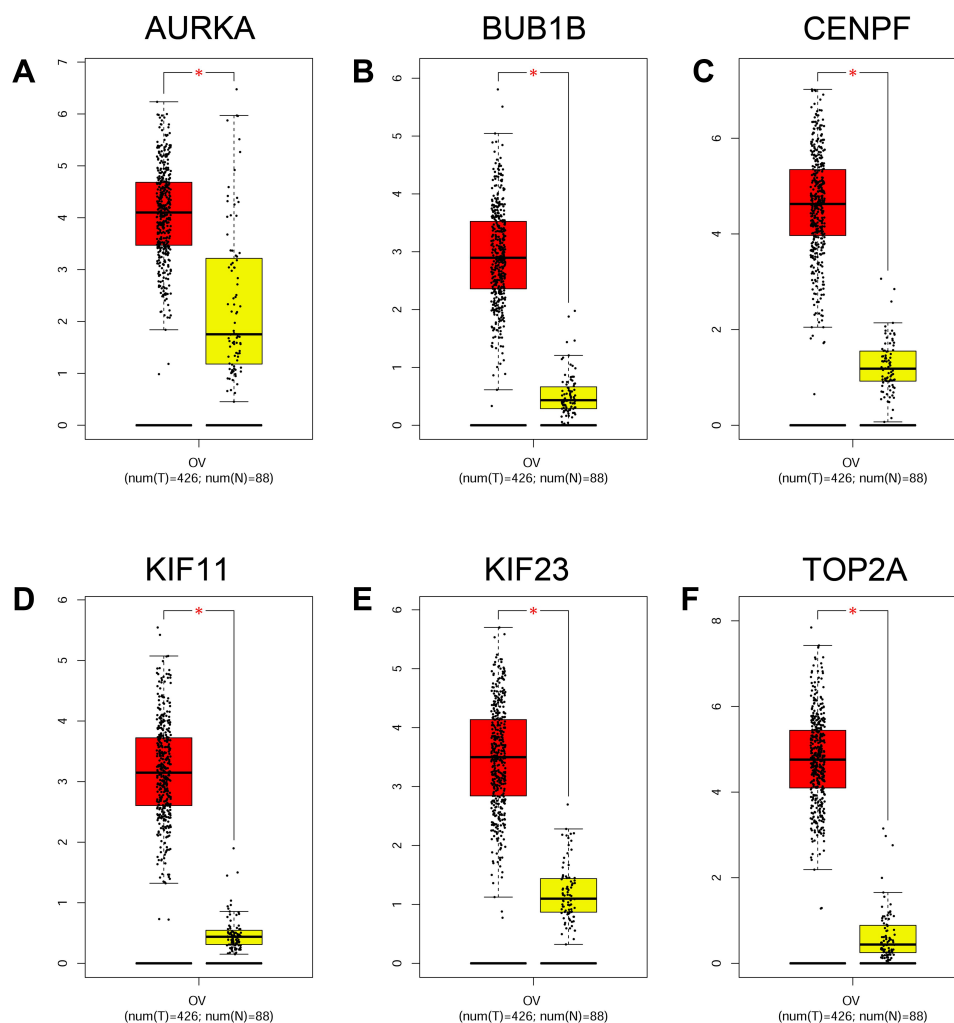 AURKA
BUB1B
CENPF
A
7
6
5
4
3
2
1
0
*
OV
(num(T)=426; num(N)=88)
B
6
5
4
3
2
1
0
*
OV
(num(T)=426; num(N)=88)
C
6
4
2
0
*
OV
(num(T)=426; num(N)=88)
KIF11
KIF23
TOP2A
D
6
5
4
3
2
1
0
*
OV
(num(T)=426; num(N)=88)
E
6
5
4
3
2
1
0
*
OV
(num(T)=426; num(N)=88)
F
8
6
4
2
0
*
OV
(num(T)=426; num(N)=88)